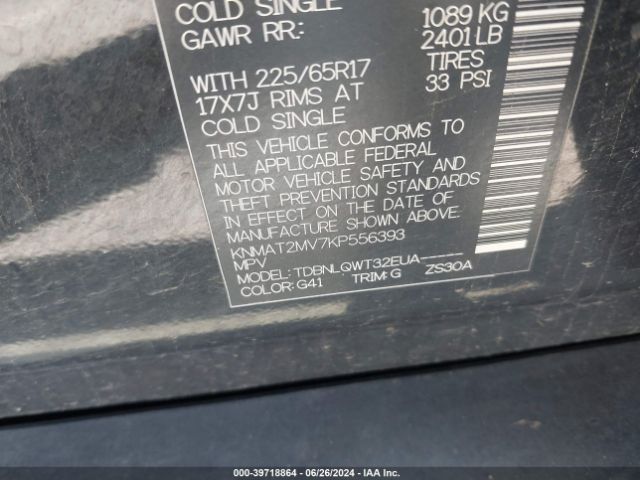 COLD SINGLE
1089 KG
GAWR RR:
2401 LB
WITH 225/65R17 TIRES
17X7J RIMS AT 33 PSI
COLD SINGLE
THIS VEHICLE CONFORMS TO
ALL APPLICABLE FEDERAL
MOTOR VEHICLE SAFETY AND
THEFT PREVENTION STANDARDS
IN EFFECT ON THE DATE OF
MANUFACTURE SHOWN ABOVE.
KNMAT2MV7KP556393
MPV
MODEL: TDBNLQWT32EUA-----
COLOR: G41 TRIM: G ZS30A
000-39718864 / 06/26/2024 / IAA Inc.